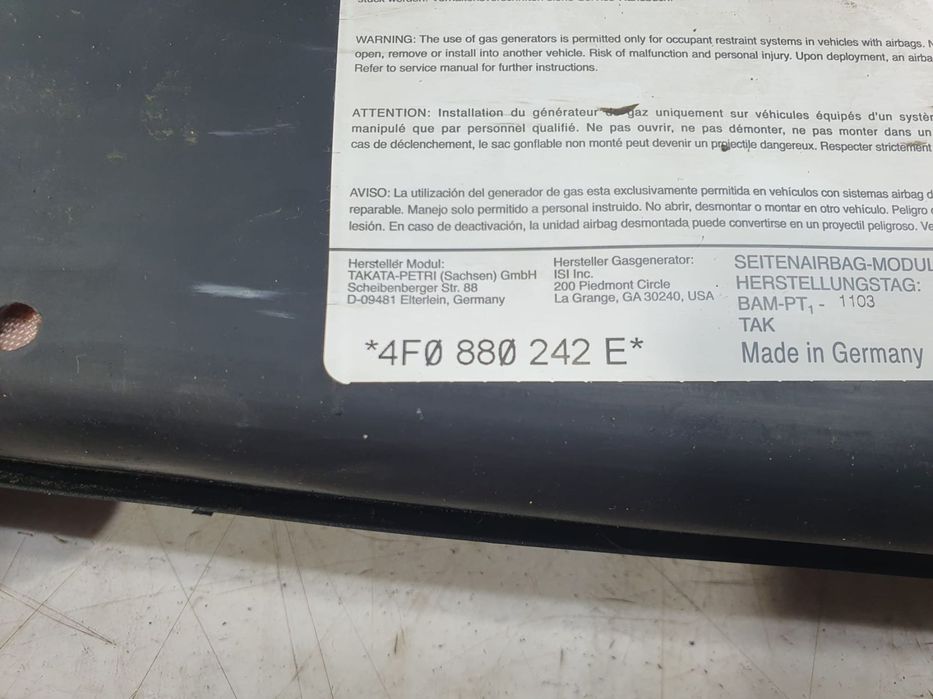 WARNING: The use of gas generators is permitted only for occupant restraint systems in vehicles with airbags.
open, remove or install into another vehicle. Risk of malfunction and personal injury. Upon deployment, an
Refer to service manual for further instructions.
ATTENTION: Installation du générateur de gaz uniquement sur véhicules équipés d'un
manipulé que par personnel qualifié. Ne pas ouvrir, ne pas démonter, ne pas monter dans un
cas de déclenchement, le sac gonflable non monté peut devenir un projectile dangereux. Respecter strictement
AVISO: La utilización del generador de gas esta exclusivamente permitida en vehículos con sistemas airbag
reparable. Manejo solo permitido a personal instruido. No abrir, desmontar o montar en otro vehículo. Peligro
lesión. En caso de deactivación, la unidad airbag desmontada puede convertirse en un proyectil peligroso.
Hersteller Modul:
TAKATA-PETRI (Sachsen) GmbH
Scheibenberger Str. 88
D-09481 Elterlein, Germany
Hersteller Gasgenerator:
ISI Inc.
200 Piedmont Circle
La Grange, GA 30240, USA
SEITENAIRBAG-MODUL
HERSTELLUNGSTAG:
BAM-PT₁ - 1103
TAK
Made in Germany
*4F0 880 242 E*